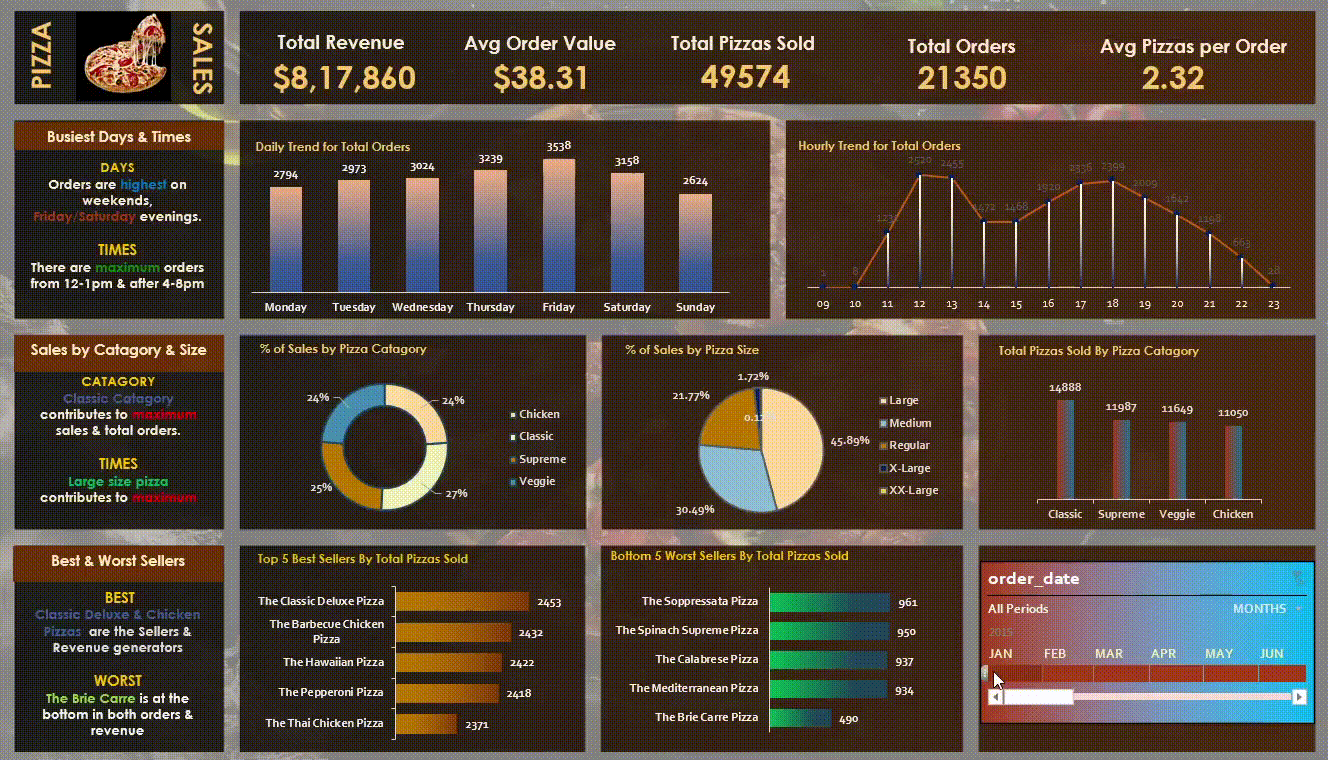 PIZZA
SALES
Total Revenue
$8,17,860
Avg Order Value
$38.31
Total Pizzas Sold
49574
Total Orders
21350
Avg Pizzas per Order
2.32
Busiest Days & Times
DAYS
Orders are highest on
weekends,
Friday/Saturday evenings.
TIMES
There are maximum orders
from 12-1pm & after 4-8pm
Daily Trend for Total Orders
2794
2973
3024
3239
3538
3158
2624
Monday
Tuesday
Wednesday
Thursday
Friday
Saturday
Sunday
Hourly Trend for Total Orders
1
8
2520
2455
1472
1468
1920
2336
2399
2009
1642
1198
663
28
09
10
11
12
13
14
15
16
17
18
19
20
21
22
23
Sales by Catagory & Size
CATAGORY
Classic Catagory
contributes to maximum
sales & total orders.
TIMES
Large size pizza
contributes to maximum
% of Sales by Pizza Catagory
24%
24%
25%
27%
Chicken
Classic
Supreme
Veggie
% of Sales by Pizza Size
1.72%
21.77%
45.89%
30.49%
Large
Medium
Regular
X-Large
XX-Large
Total Pizzas Sold By Pizza Catagory
14888
11987
11649
11050
Classic
Supreme
Veggie
Chicken
Best & Worst Sellers
BEST
Classic Deluxe & Chicken
Pizzas are the Sellers &
Revenue generators
WORST
The Brie Carre is at the
bottom in both orders &
revenue
Top 5 Best Sellers By Total Pizzas Sold
The Classic Deluxe Pizza 2453
The Barbecue Chicken
Pizza 2432
The Hawaiian Pizza 2422
The Pepperoni Pizza 2418
The Thai Chicken Pizza 2371
Bottom 5 Worst Sellers By Total Pizzas Sold
The Soppressata Pizza 961
The Spinach Supreme Pizza 950
The Calabrese Pizza 937
The Mediterranean Pizza 934
The Brie Carre Pizza 490
order_date
All Periods
MONTHS
2015
JAN
FEB
MAR
APR
MAY
JUN